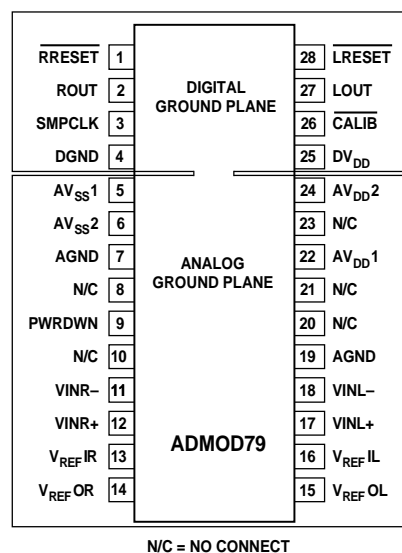 RRESET 1 28 LRESET
ROUT 2 DIGITAL 27 LOUT
GROUND PLANE
SMPCLK 3 26 CALIB
DGND 4 25 DVDD
AVSS1 5 24 AVDD2
AVSS2 6 23 N/C
AGND 7 ANALOG 22 AVDD1
GROUND PLANE
N/C 8 21 N/C
PWRDWN 9 20 N/C
N/C 10 19 AGND
VINR– 11 18 VINL–
VINR+ 12 ADMOD79 17 VINL+
VREFIR 13 16 VREFIL
VREFOR 14 15 VREFOL
N/C = NO CONNECT